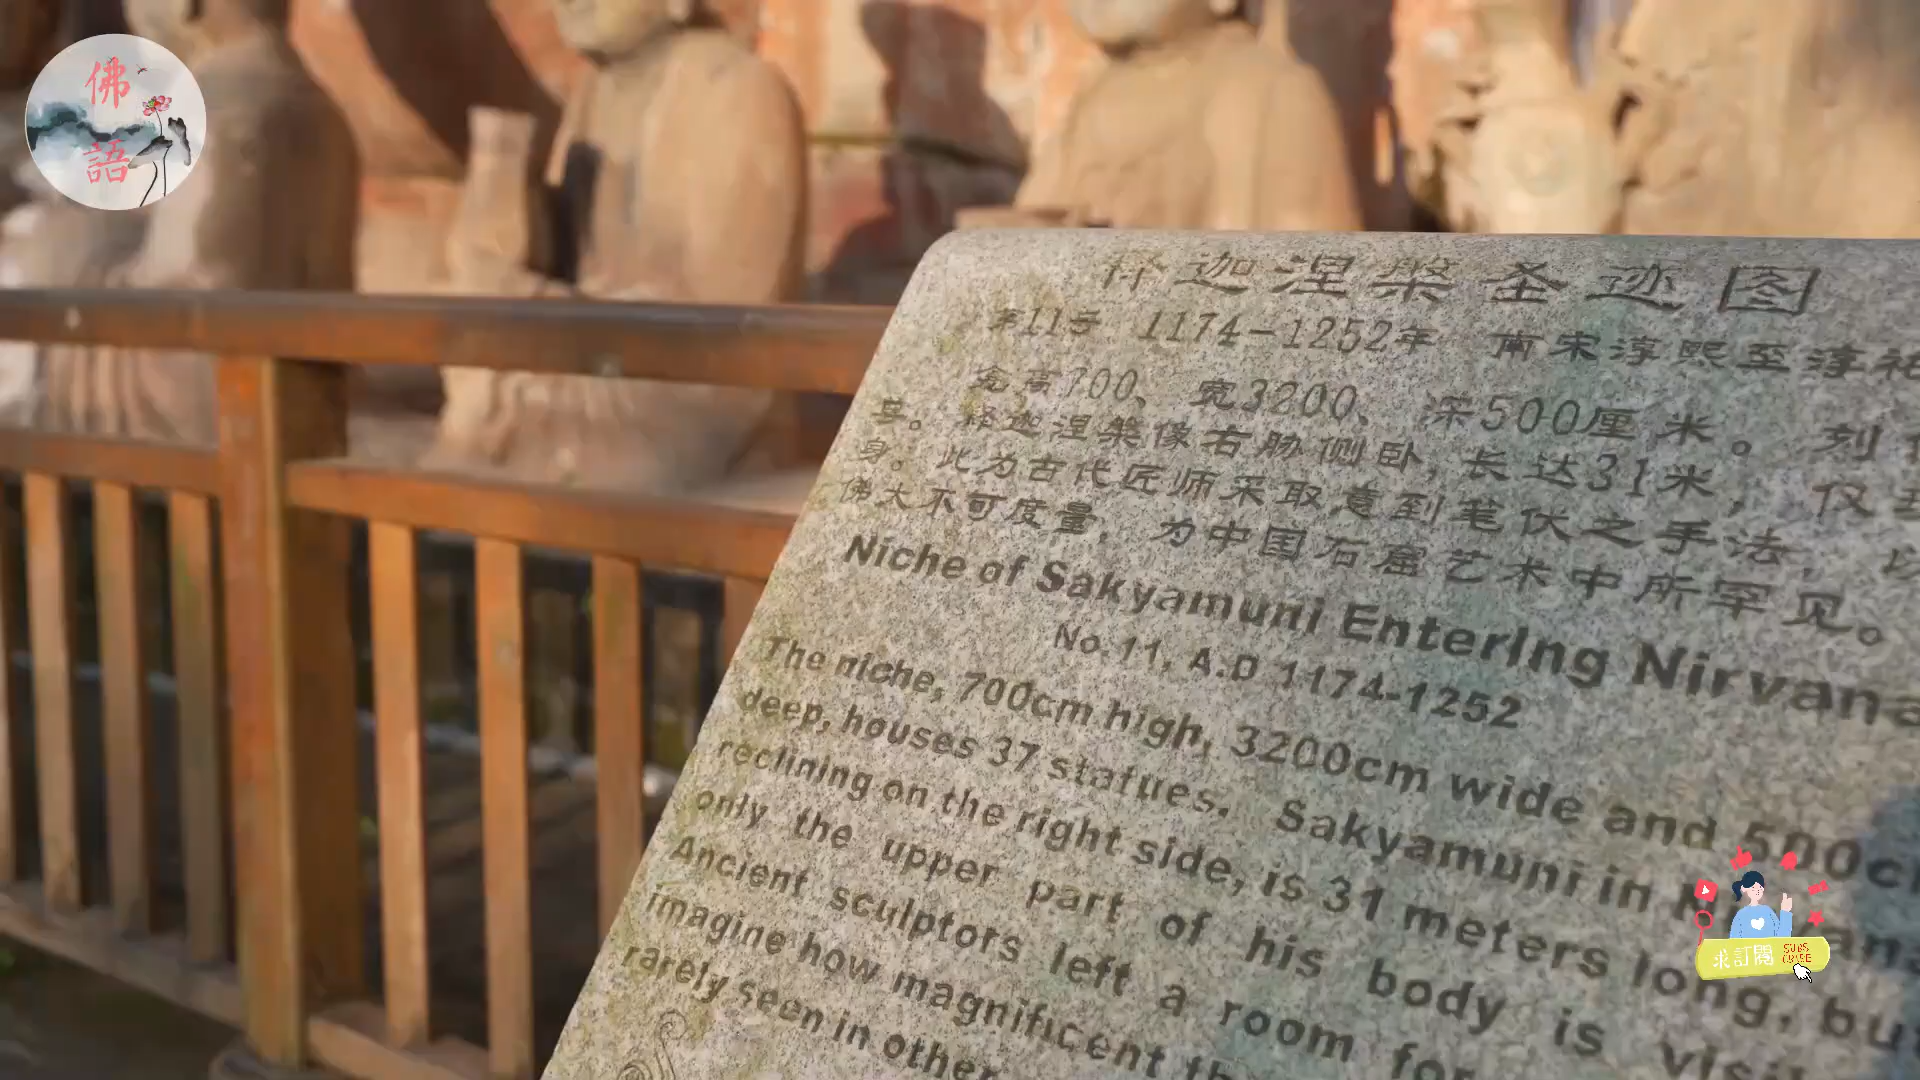 佛
語
释迦涅槃圣迹图
第11号 1174-1252年 南宋淳熙至淳祐
龛高700、宽3200、深500厘米。刻
释迦涅槃像右胁侧卧,长达31米,仅
身。此为古代匠师采取意到笔伏之手法,以
佛大不可度量,为中国石窟艺术中所罕见。
Niche of Sakyamuni Entering Nirvana
No.11, A.D 1174-1252
The niche, 700cm high, 3200cm wide and 500c
deep, houses 37 statues. Sakyamuni in
reclining on the right side, is 31 meters long, but
only the upper part of his body is
Ancient sculptors left a room for
imagine how magnificent
rarely seen in other
求訂閱
SUBSCRIBE